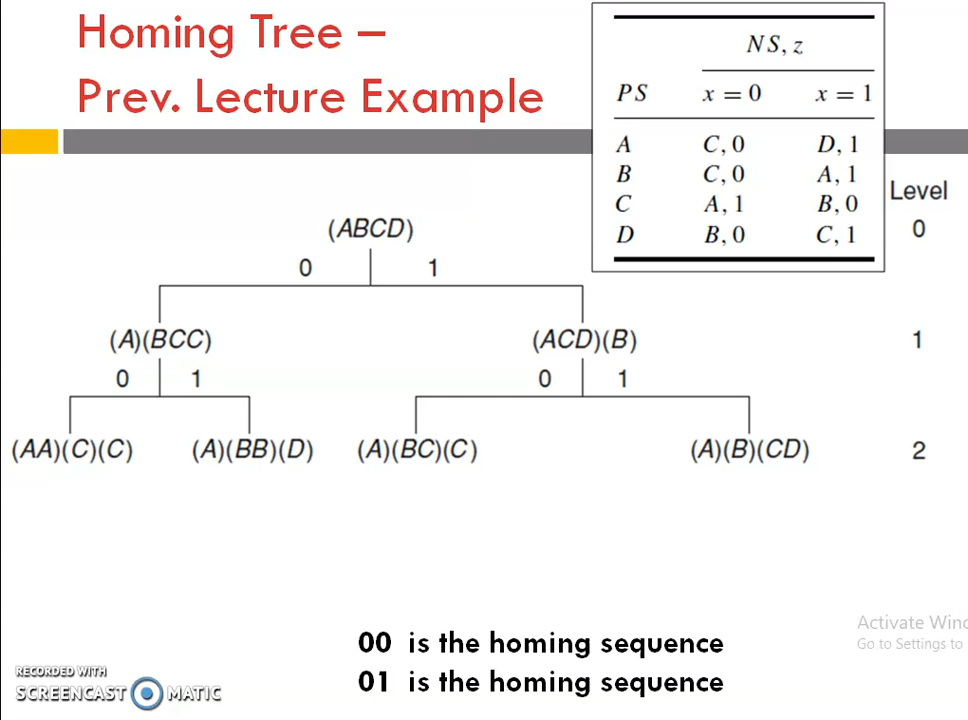 Homing Tree –
Prev. Lecture Example
NS, z
PS x = 0 x = 1
A C, 0 D, 1
B C, 0 A, 1
C A, 1 B, 0
D B, 0 C, 1
Level
(ABCD) 0
0 1
(A)(BCC) (ACD)(B) 1
0 1 0 1
(AA)(C)(C) (A)(BB)(D) (A)(BC)(C) (A)(B)(CD) 2
00 is the homing sequence
01 is the homing sequence
Activate Wind
Go to Settings to
RECORDED WITH
SCREENCAST MATIC